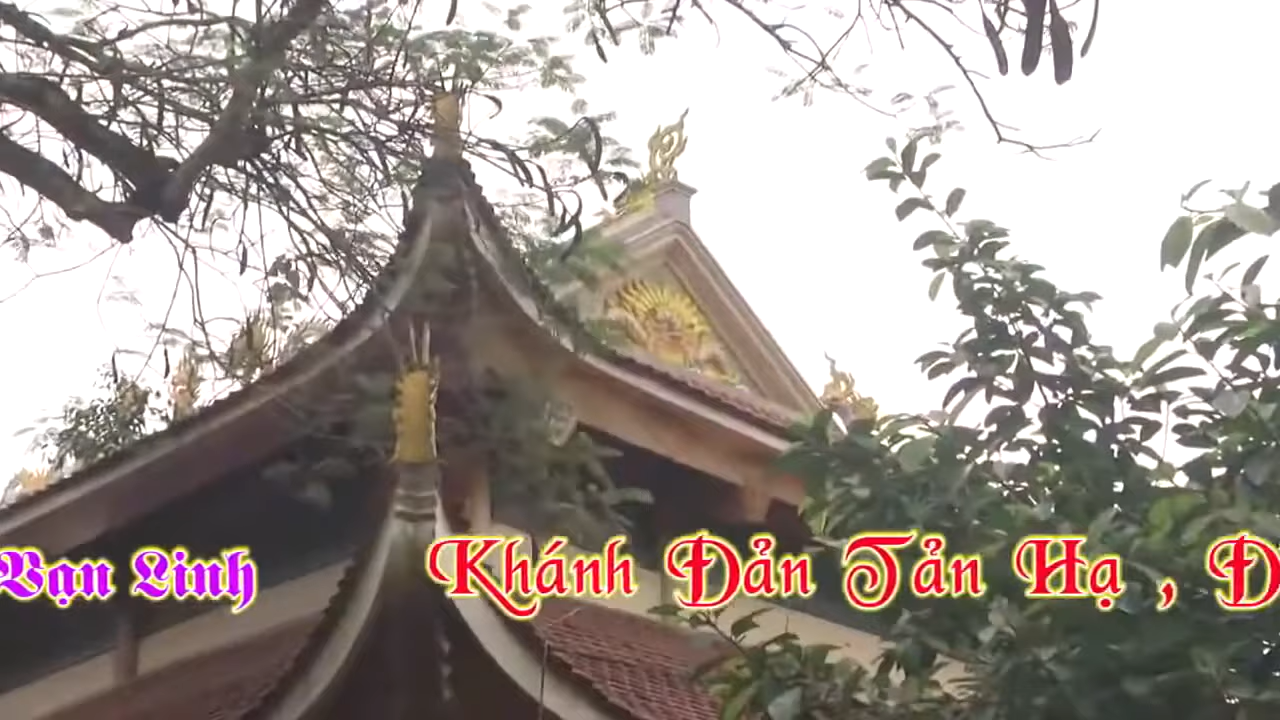 Vạn Linh Khánh Đản Tản Hạ , Đ